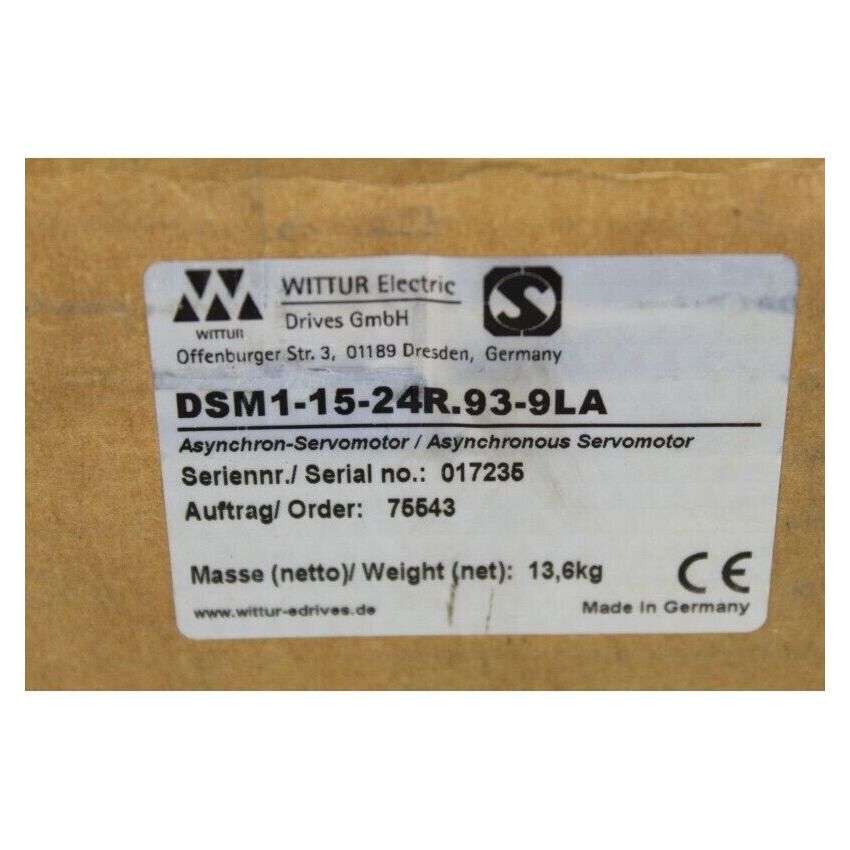 WITTUR
WITTUR Electric
Drives GmbH
S
Offenburger Str. 3, 01189 Dresden, Germany
DSM1-15-24R.93-9LA
Asynchron-Servomotor / Asynchronous Servomotor
Seriennr./ Serial no.: 017235
Auftrag/ Order: 75543
Masse (netto)/ Weight (net): 13,6kg
CE
www.wittur-edrives.de
Made in Germany